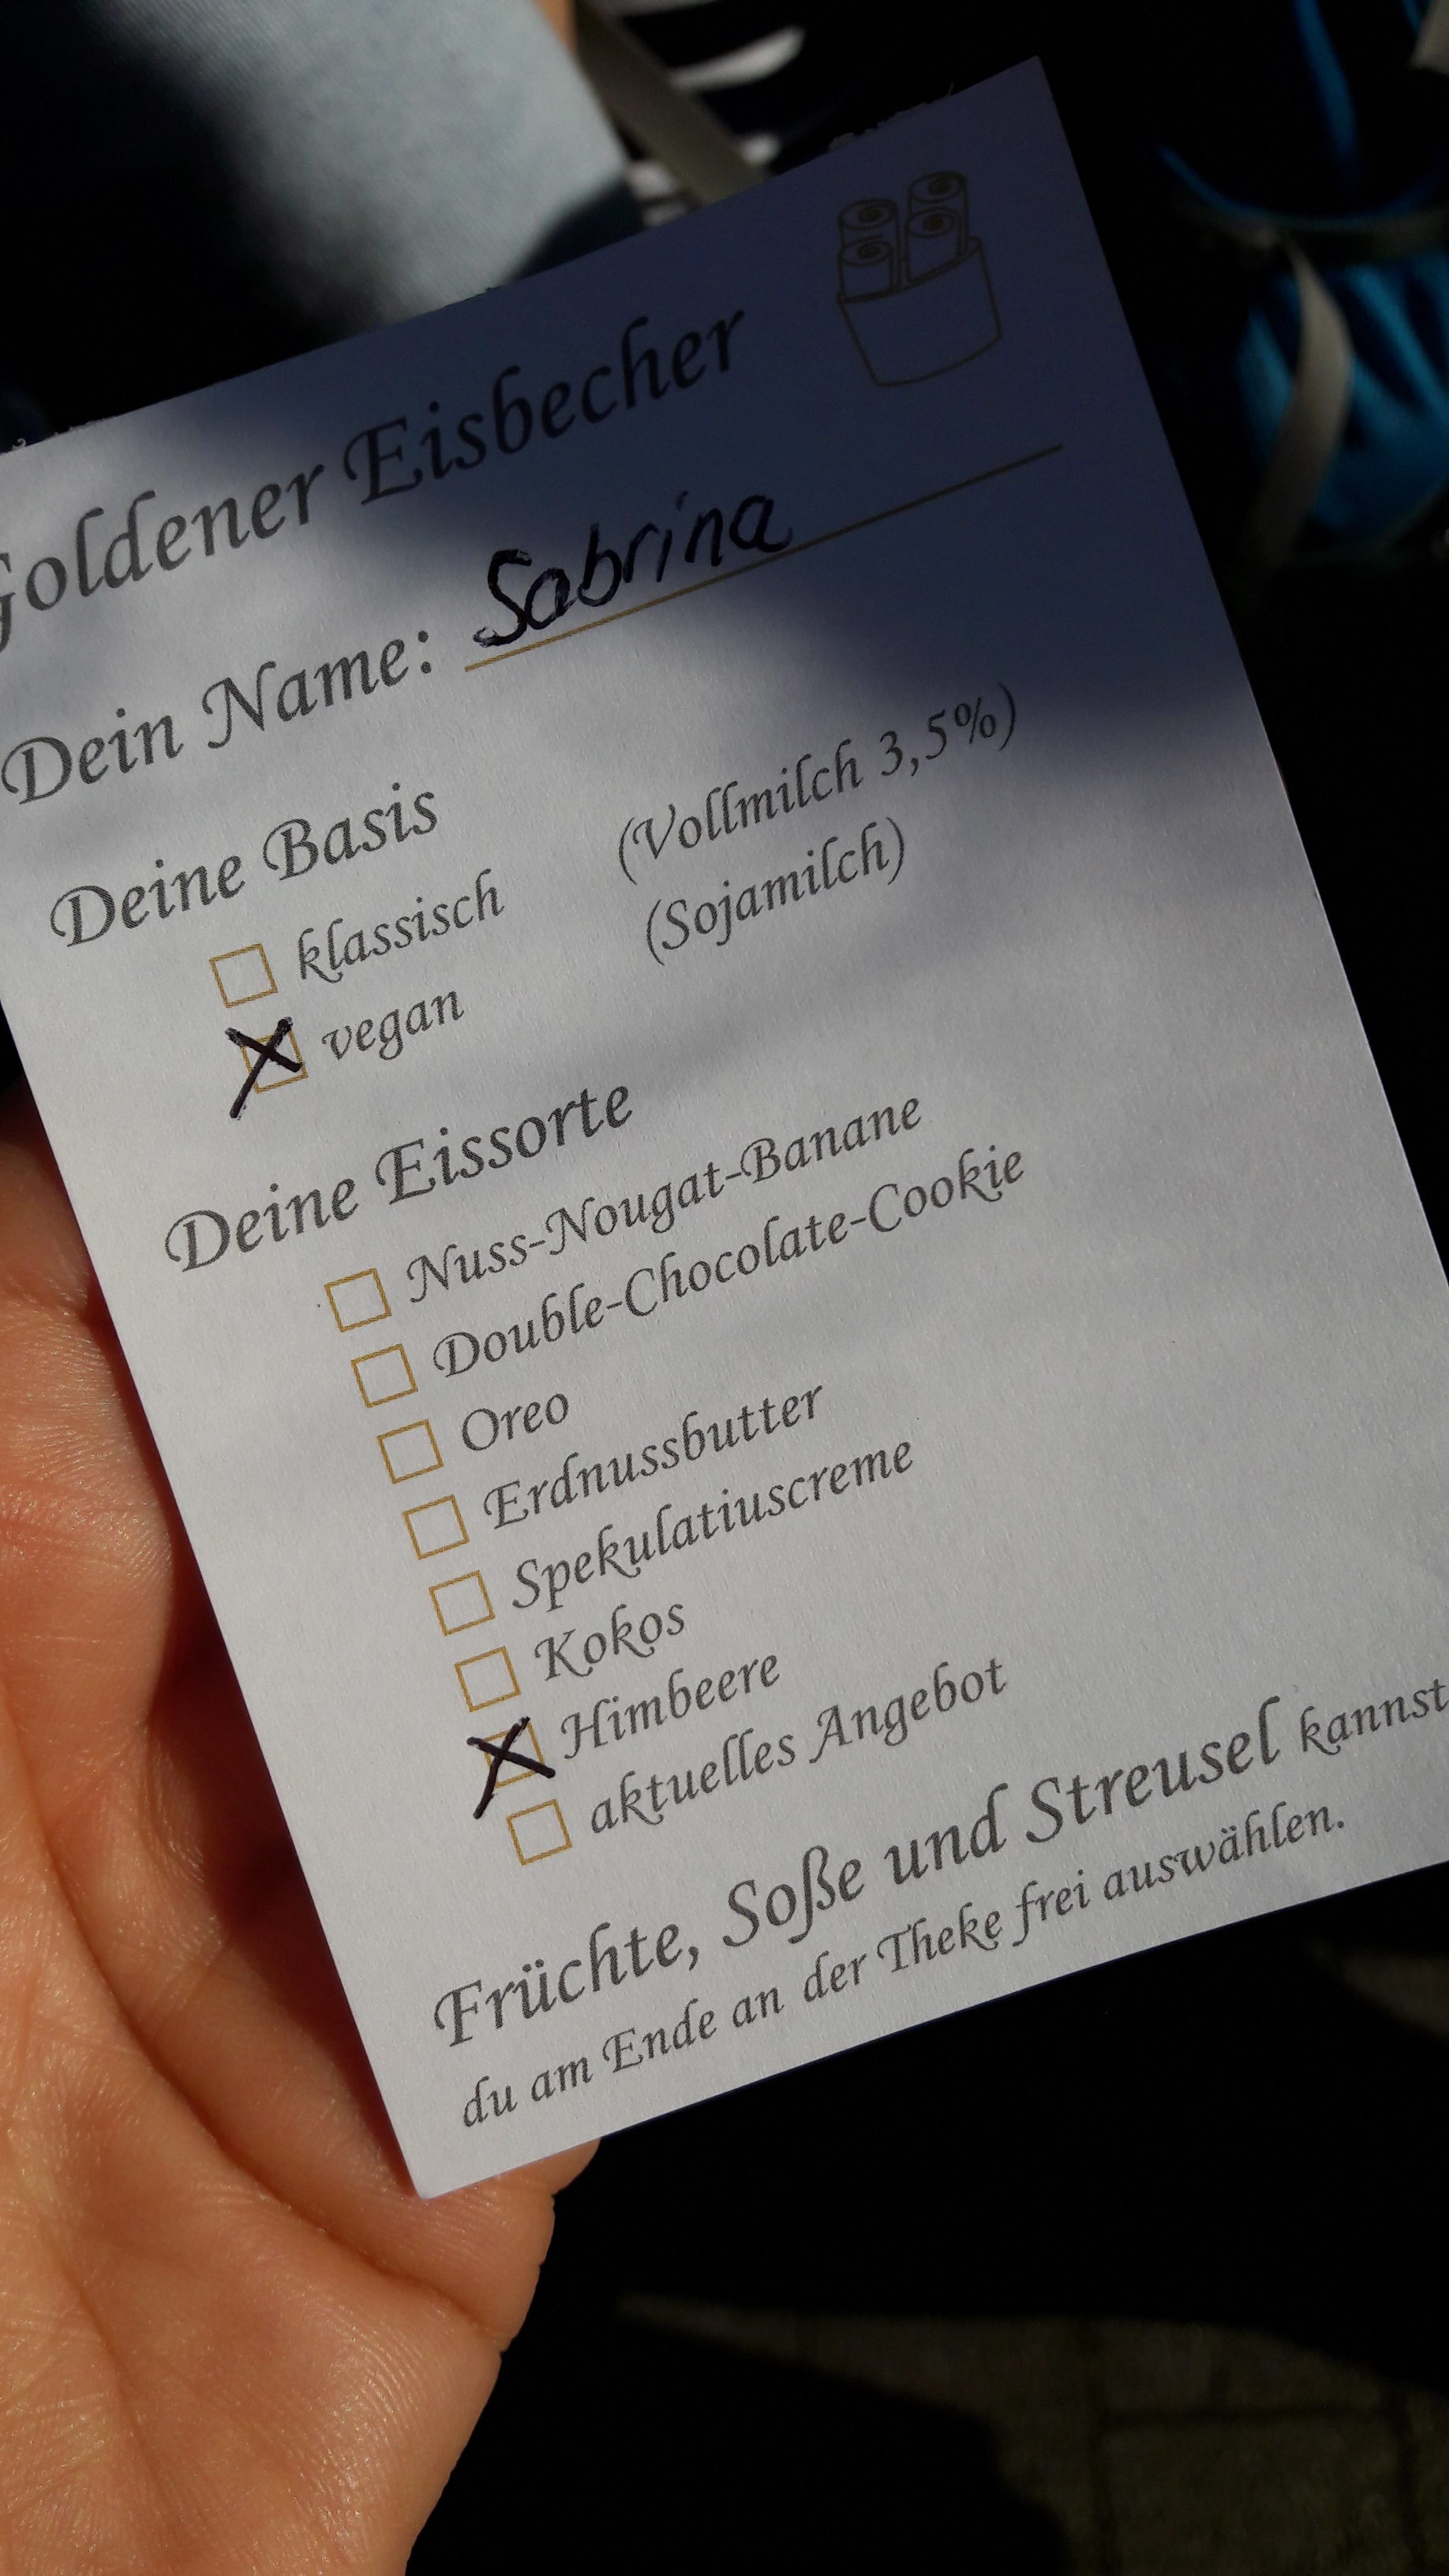 Goldener Eisbecher
Dein Name: Sabrina
Deine Basis
klassisch (Vollmilch 3,5%)
vegan (Sojamilch)
Deine Eissorte
Nuss-Nougat-Banane
Double-Chocolate-Cookie
Oreo
Erdnussbutter
Spekulatiuscreme
Kokos
Himbeere
aktuelles Angebot
Früchte, Soße und Streusel kannst
du am Ende an der Theke frei auswählen.